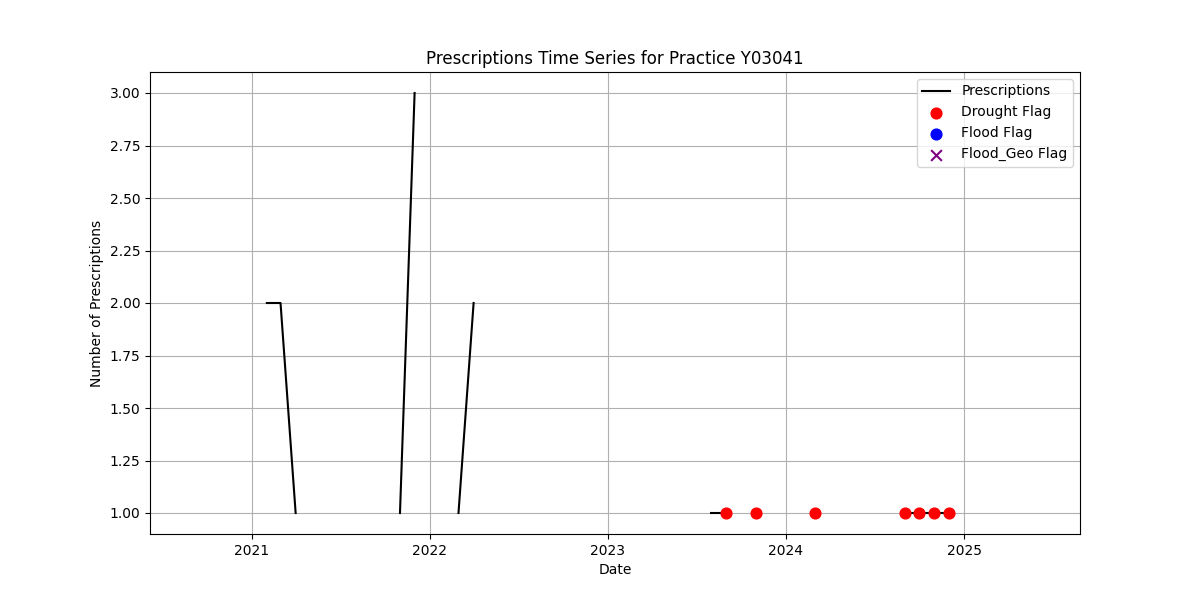 Prescriptions Time Series for Practice Y03041
Prescriptions
Drought Flag
Flood Flag
Flood_Geo Flag
Number of Prescriptions
3.00
2.75
2.50
2.25
2.00
1.75
1.50
1.25
1.00
2021 2022 2023 2024 2025
Date